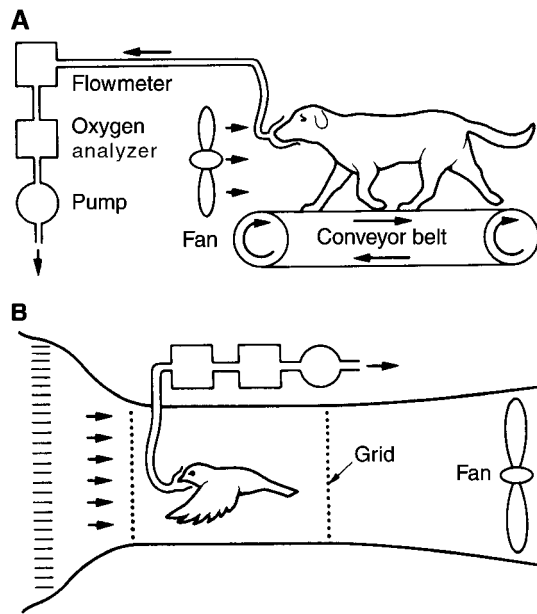 A
Flowmeter
Oxygen
analyzer
Pump
Fan
Conveyor belt
B
Grid
Fan